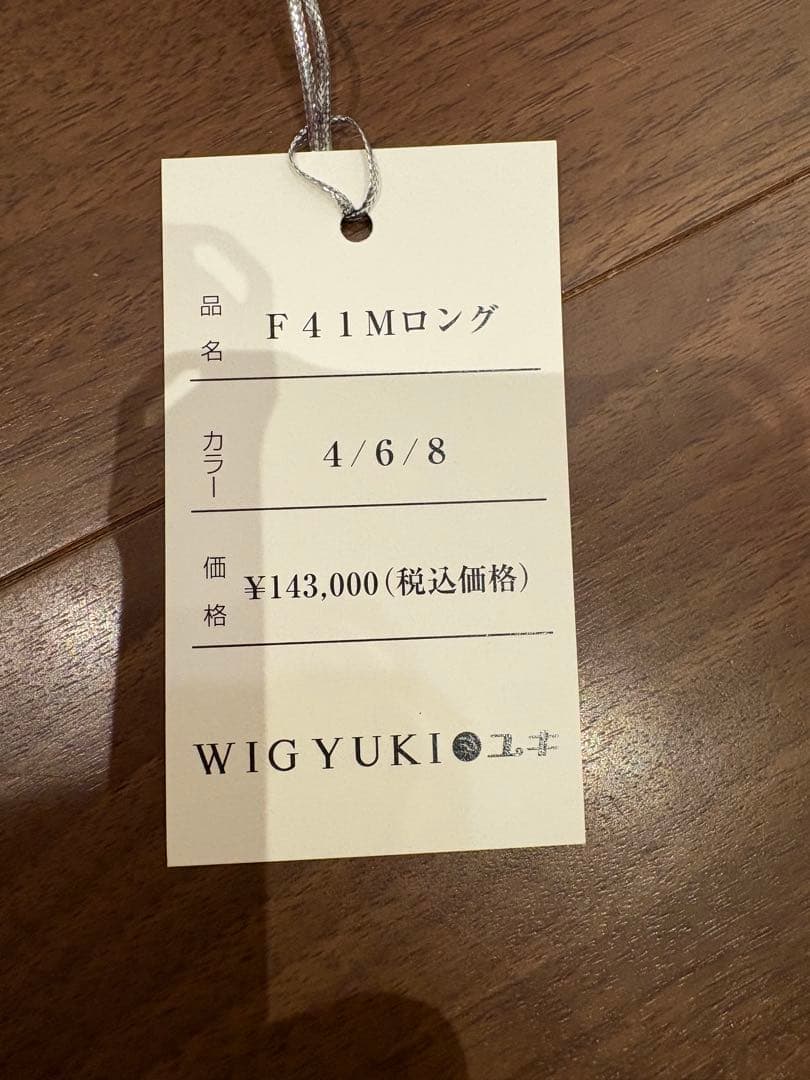 品名 F41Mロング
カラー 4/6/8
価格 ¥143,000(税込価格)
WIG YUKI ユキ